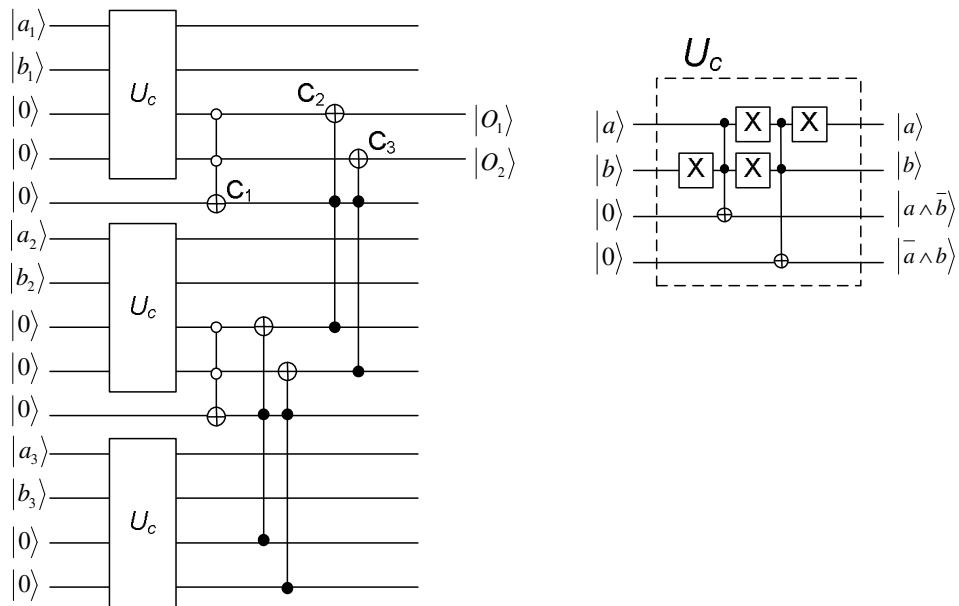 |a₁⟩
|b₁⟩
|0⟩
|0⟩
|0⟩
U_c
C₁
C₂
C₃
|O₁⟩
|O₂⟩
|a₂⟩
|b₂⟩
|0⟩
|0⟩
|0⟩
U_c
|a₃⟩
|b₃⟩
|0⟩
|0⟩
U_c
U_c
|a⟩ X X |a⟩
|b⟩ X X |b⟩
|0⟩ |a ∧ b̅⟩
|0⟩ |a̅ ∧ b⟩